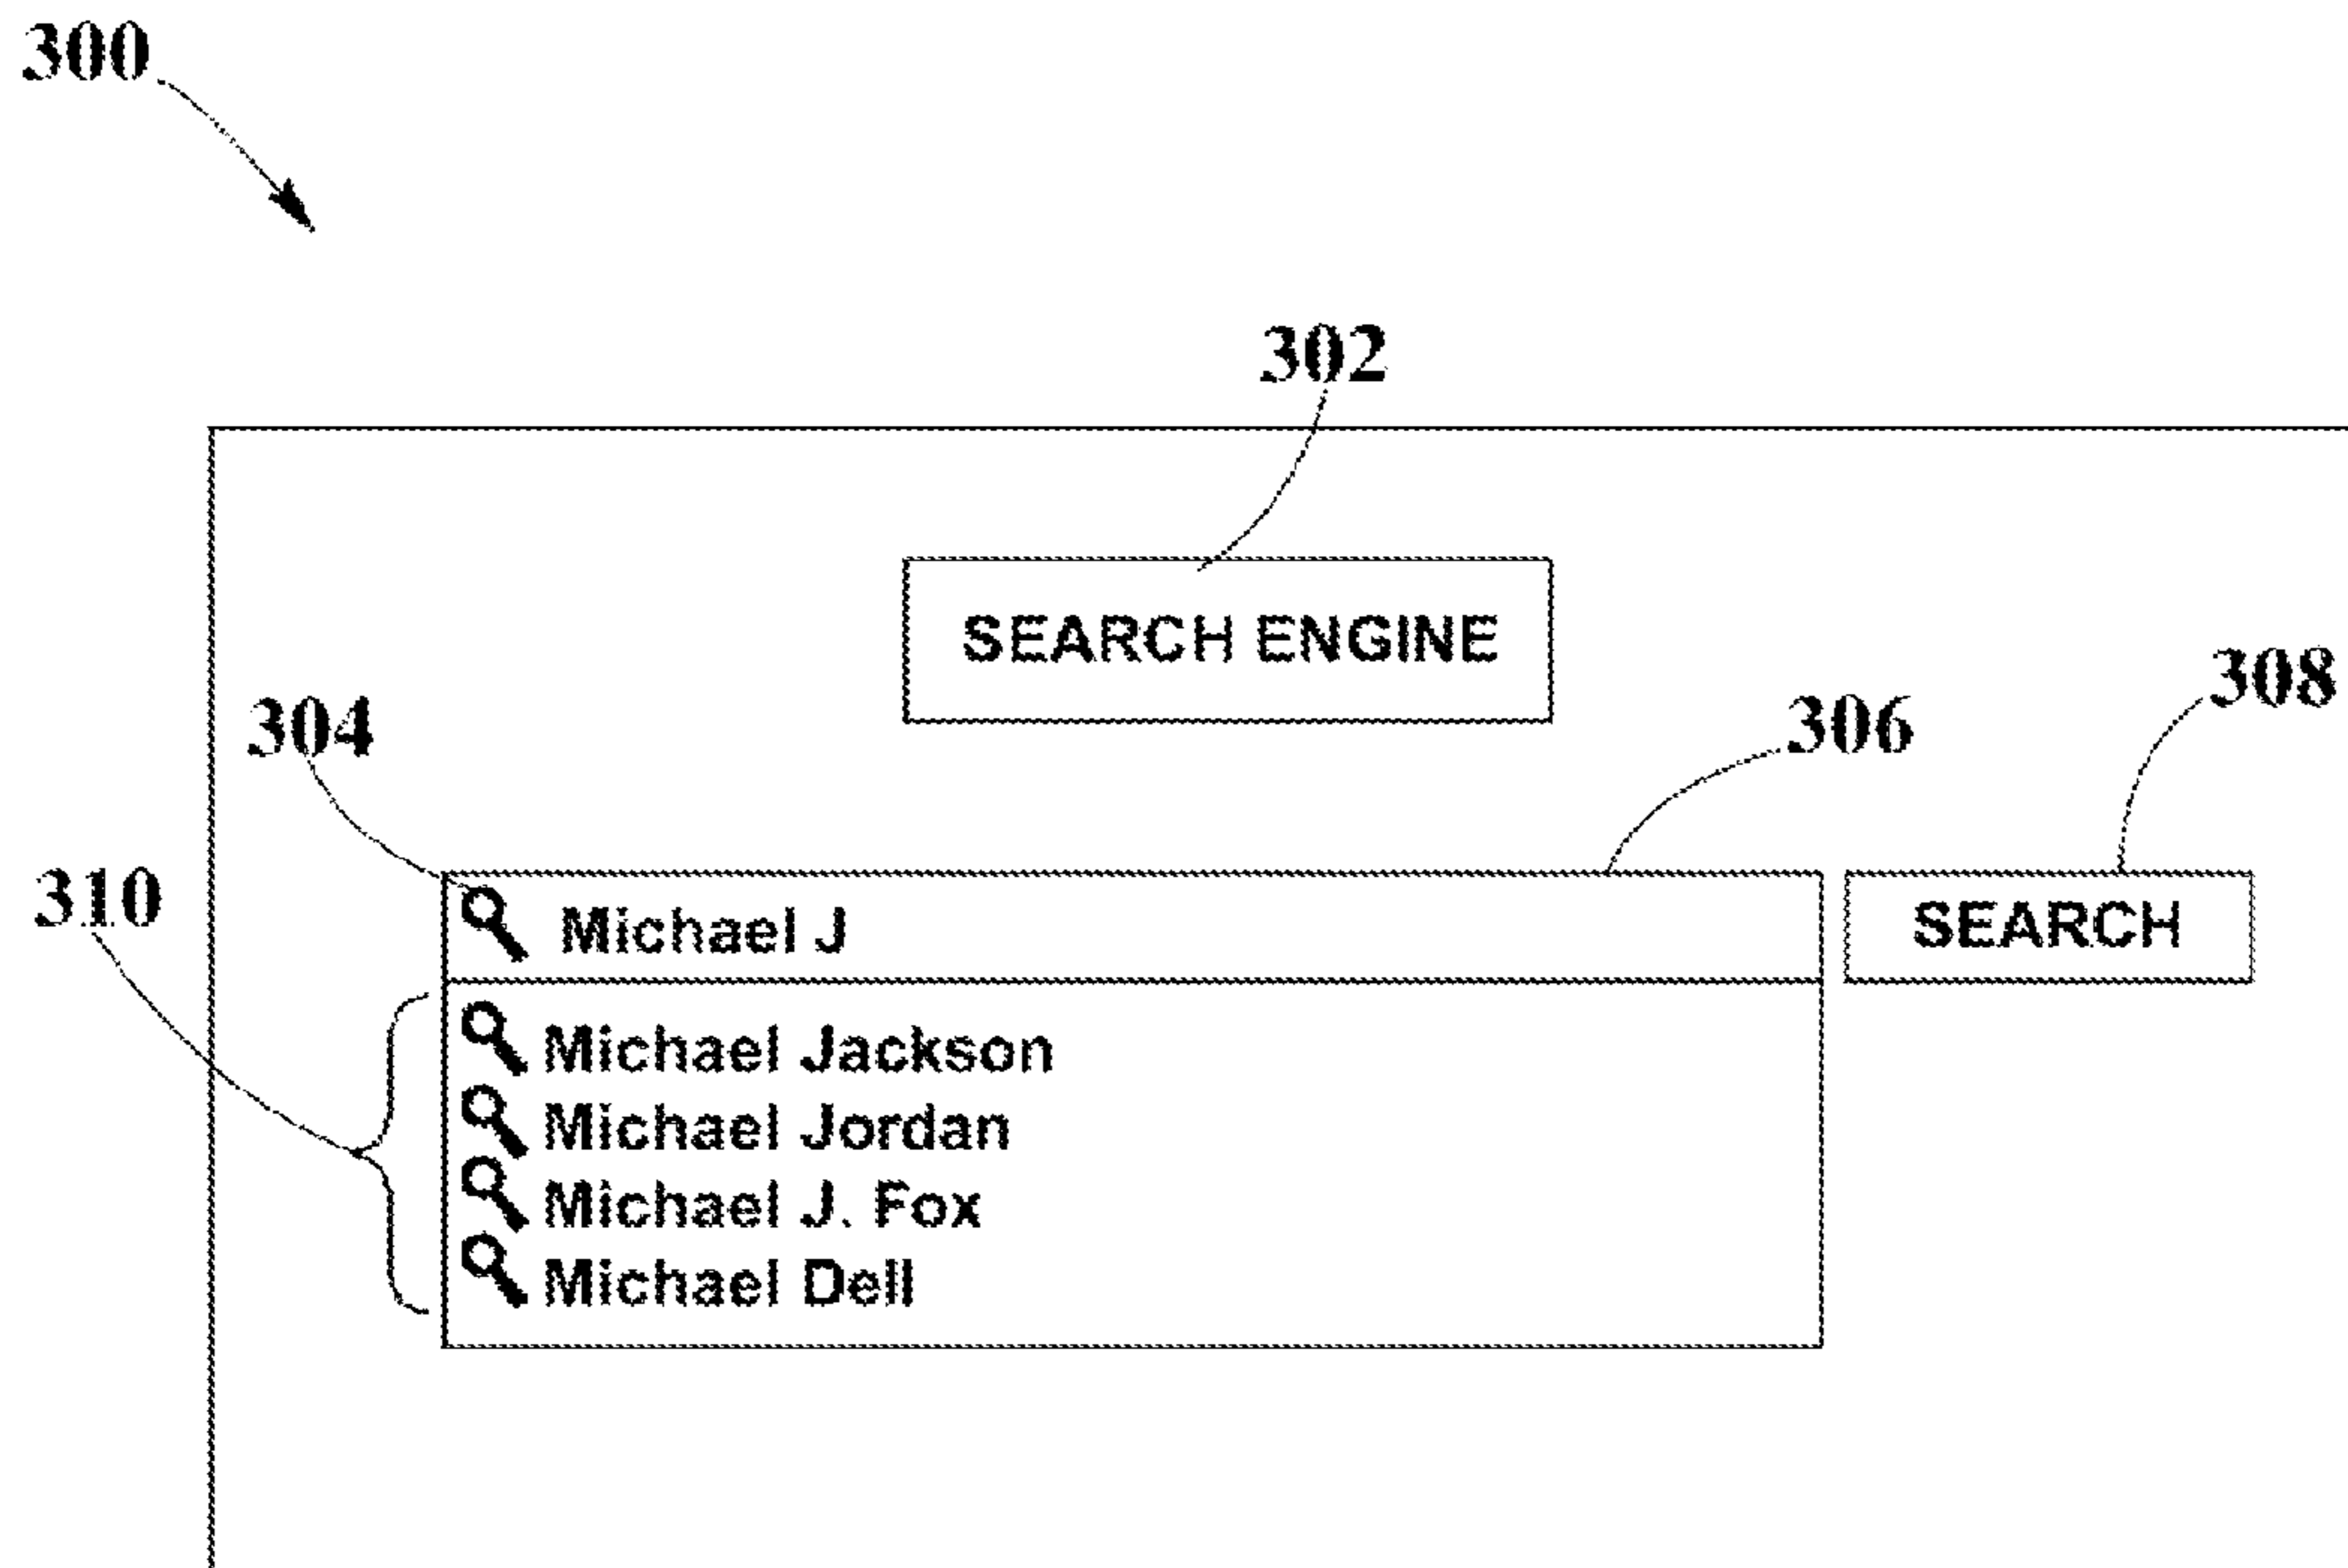 300
302
SEARCH ENGINE
308
304
306
310
Michael J
SEARCH
Michael Jackson
Michael Jordan
Michael J. Fox
Michael Dell